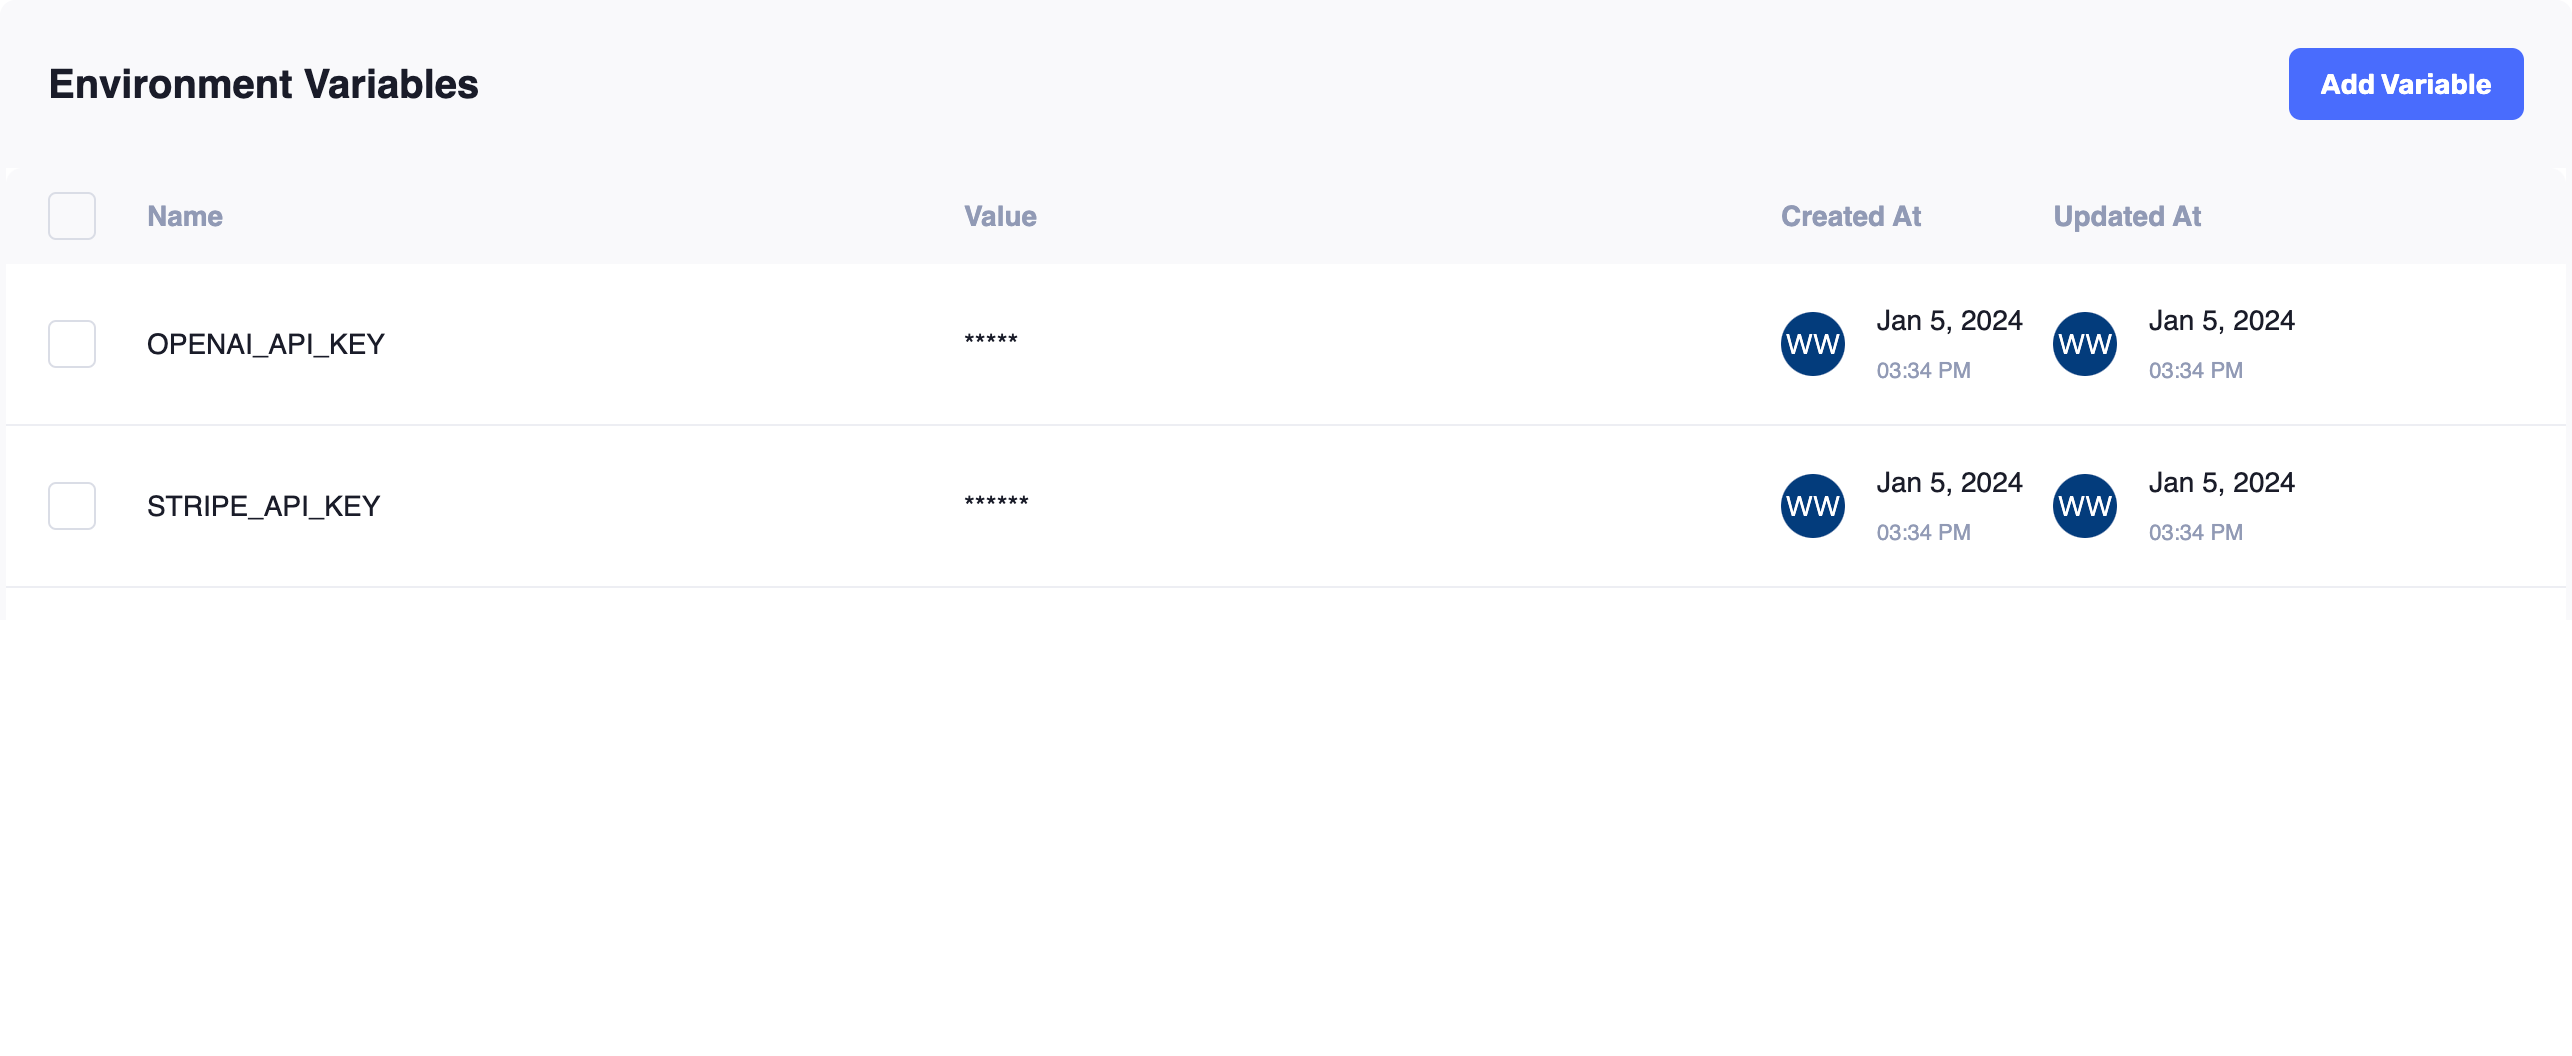 Environment Variables
Add Variable
Name Value Created At Updated At
OPENAI_API_KEY ***** WW Jan 5, 2024 03:34 PM WW Jan 5, 2024 03:34 PM
STRIPE_API_KEY ****** WW Jan 5, 2024 03:34 PM WW Jan 5, 2024 03:34 PM